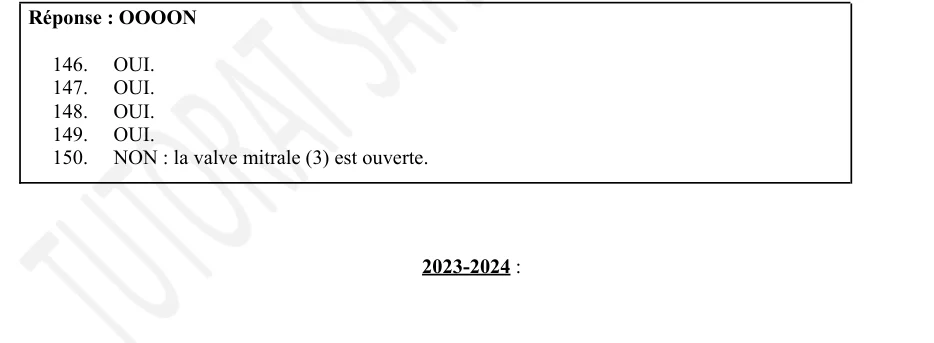 Réponse : OOOON
146. OUI.
147. OUI.
148. OUI.
149. OUI.
150. NON : la valve mitrale (3) est ouverte.
2023-2024 :
TUTORAT